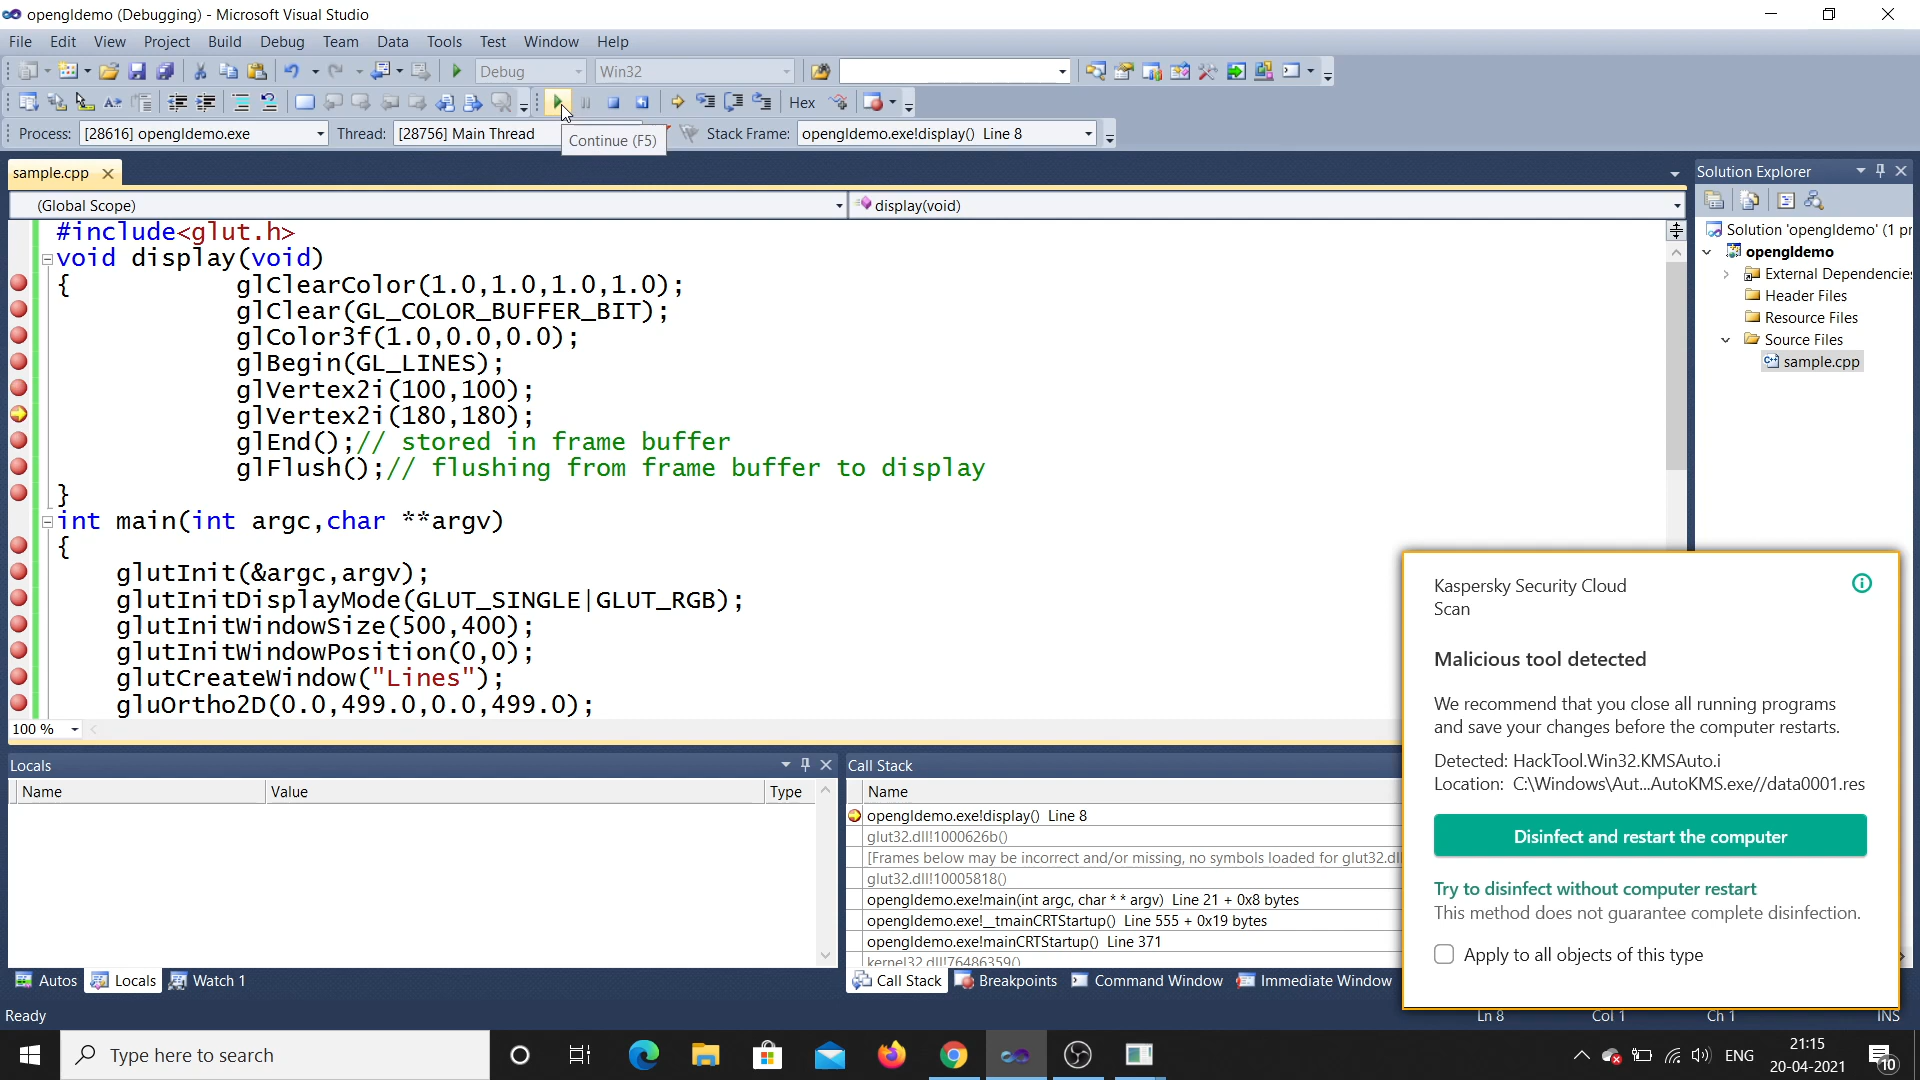 opengldemo (Debugging) - Microsoft Visual Studio
File Edit View Project Build Debug Team Data Tools Test Window Help
Debug Win32
Hex
Process: [28616] opengldemo.exe Thread: [28756] Main Thread Stack Frame: opengldemo.exe!display() Line 8
Continue (F5)
sample.cpp
(Global Scope) display(void)
#include<glut.h>
void display(void)
{ glClearColor(1.0,1.0,1.0,1.0);
glClear(GL_COLOR_BUFFER_BIT);
glColor3f(1.0,0.0,0.0);
glBegin(GL_LINES);
glVertex2i(100,100);
glVertex2i(180,180);
glEnd();// stored in frame buffer
glFlush();// flushing from frame buffer to display
}
int main(int argc,char **argv)
{
glutInit(&argc,argv);
glutInitDisplayMode(GLUT_SINGLE|GLUT_RGB);
glutInitWindowSize(500,400);
glutInitWindowPosition(0,0);
glutCreateWindow("Lines");
gluOrtho2D(0.0,499.0,0.0,499.0);
100 %
Solution Explorer
Solution 'opengldemo' (1 pr
opengldemo
External Dependencies
Header Files
Resource Files
Source Files
sample.cpp
Locals
Name Value Type
Autos Locals Watch 1
Call Stack
Name
opengldemo.exe!display() Line 8
glut32.dll!1000626b()
[Frames below may be incorrect and/or missing, no symbols loaded for glut32.dll
glut32.dll!10005818()
opengldemo.exe!main(int argc, char * * argv) Line 21 + 0x8 bytes
opengldemo.exe!__tmainCRTStartup() Line 555 + 0x19 bytes
opengldemo.exe!mainCRTStartup() Line 371
kernel32.dll!76486359()
Call Stack Breakpoints Command Window Immediate Window
Kaspersky Security Cloud
Scan
Malicious tool detected
We recommend that you close all running programs
and save your changes before the computer restarts.
Detected: HackTool.Win32.KMSAuto.i
Location: C:\Windows\Aut...AutoKMS.exe//data0001.res
Disinfect and restart the computer
Try to disinfect without computer restart
This method does not guarantee complete disinfection.
Apply to all objects of this type
Ready Ln 8 Col 1 Ch 1 INS
Type here to search
ENG
21:15
20-04-2021
10